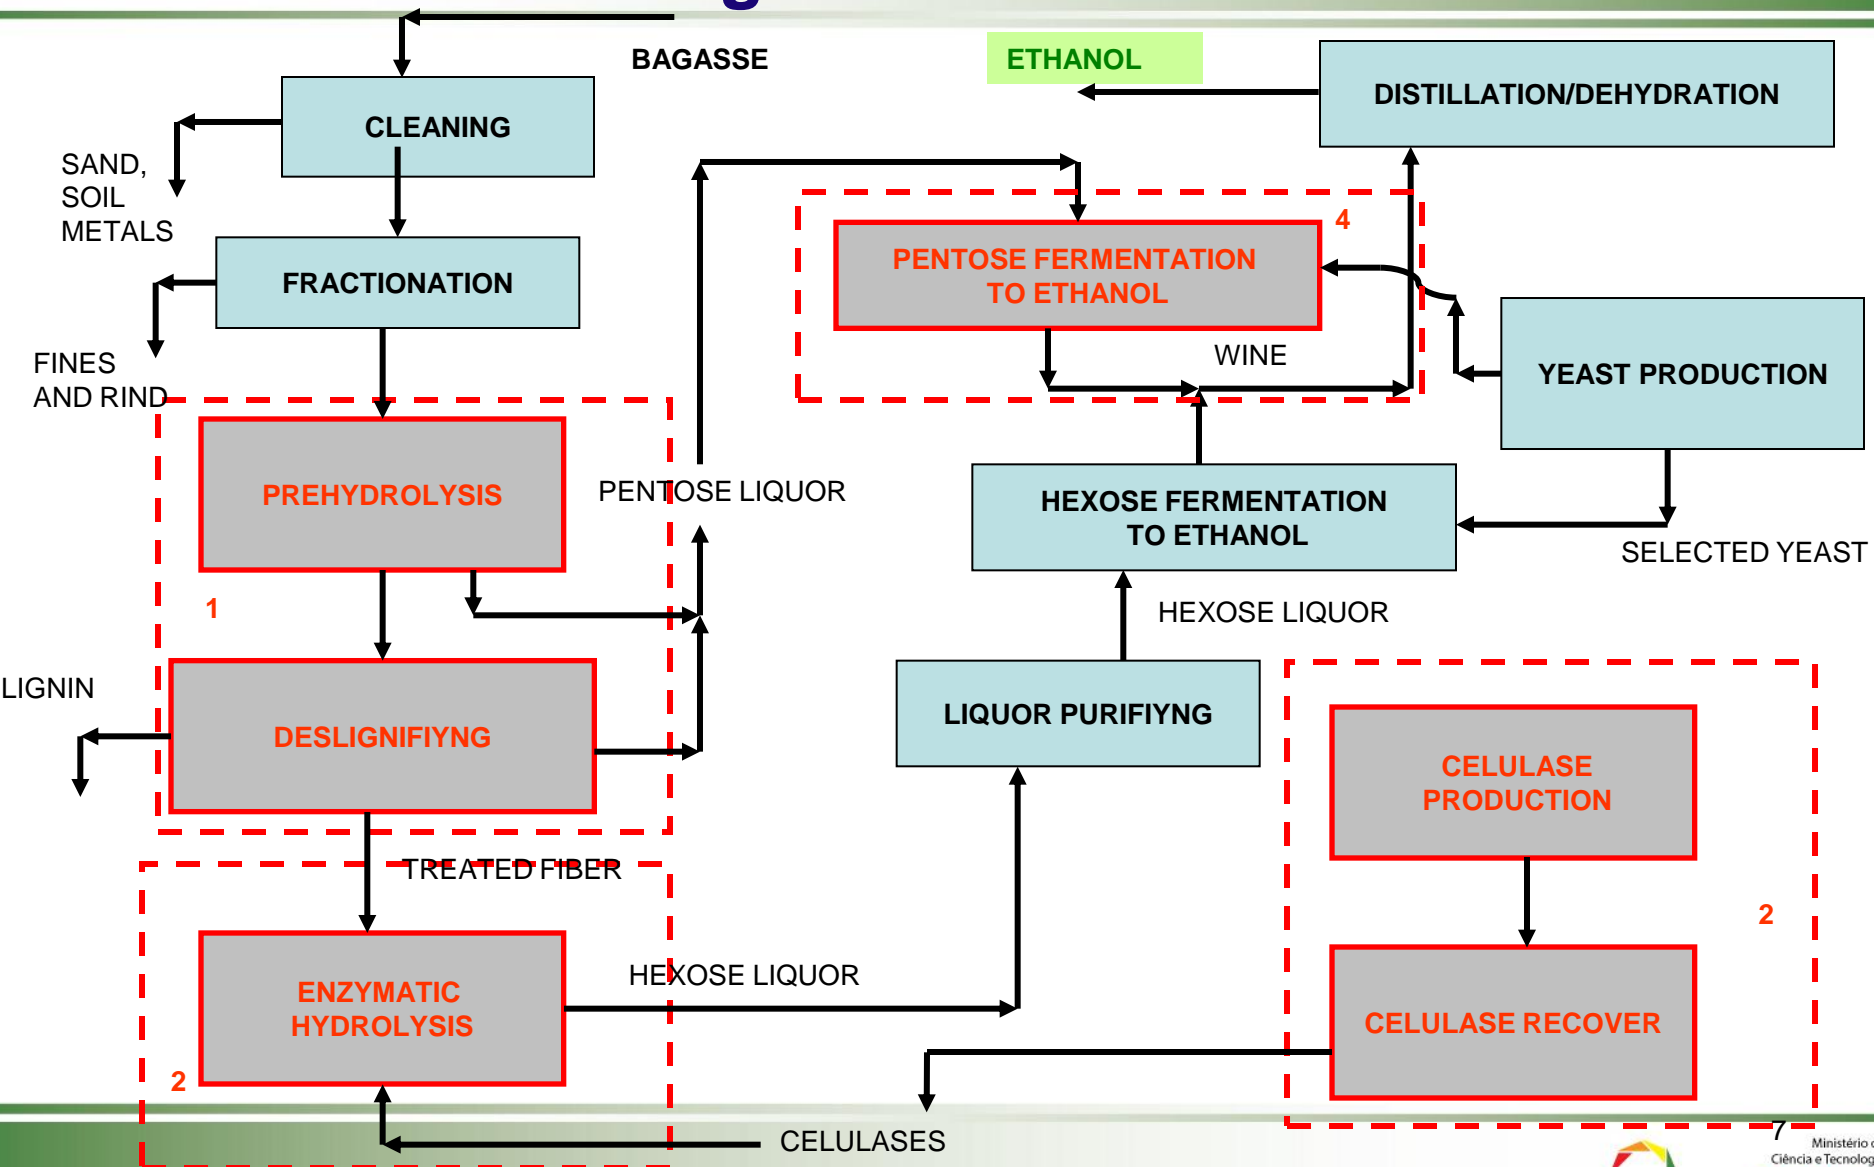 BAGASSE
ETHANOL
DISTILLATION/DEHYDRATION
CLEANING
SAND,
SOIL
METALS
FRACTIONATION
FINES
AND RIND
4
PENTOSE FERMENTATION
TO ETHANOL
WINE
YEAST PRODUCTION
PREHYDROLYSIS
PENTOSE LIQUOR
HEXOSE FERMENTATION
TO ETHANOL
SELECTED YEAST
1
HEXOSE LIQUOR
LIGNIN
DESLIGNIFIYNG
LIQUOR PURIFIYNG
CELULASE
PRODUCTION
TREATED FIBER
2
ENZYMATIC
HYDROLYSIS
HEXOSE LIQUOR
CELULASE RECOVER
2
CELULASES
7
Ministério
Ciência e